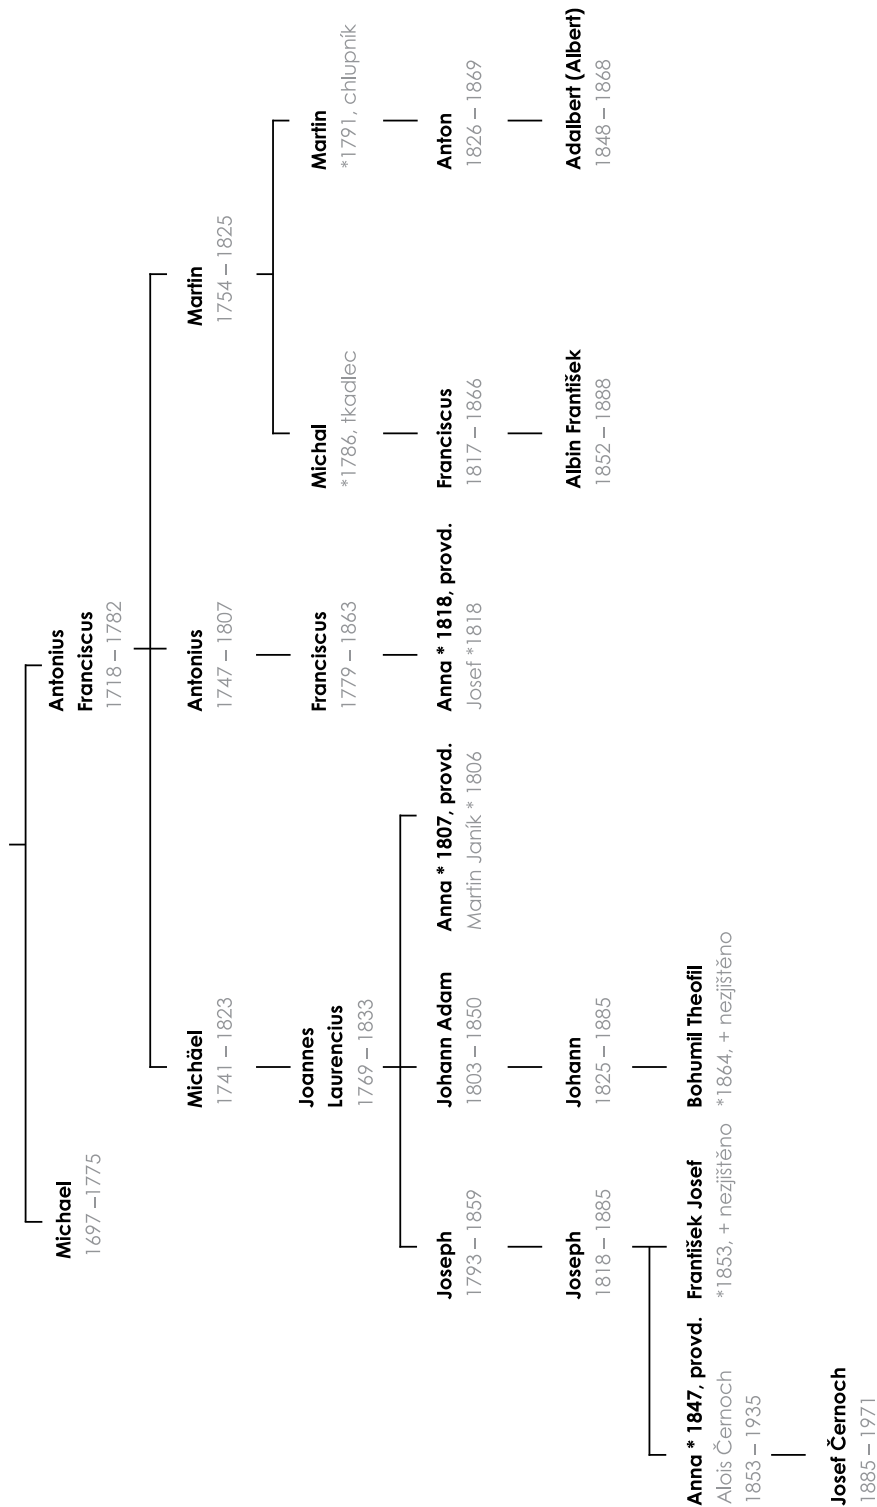 Michael
1697 –1775
Antonius
Franciscus
1718 – 1782
Michäel
1741 – 1823
Antonius
1747 – 1807
Martin
1754 – 1825
Joannes
Laurencius
1769 – 1833
Franciscus
1779 – 1863
Michal
*1786, tkadlec
Martin
*1791, chlupník
Joseph
1793 – 1859
Johann Adam
1803 – 1850
Anna * 1807, provd.
Martin Janík * 1806
Anna * 1818, provd.
Josef *1818
Franciscus
1817 – 1866
Anton
1826 – 1869
Joseph
1818 – 1885
Johann
1825 – 1885
Albin František
1852 – 1888
Adalbert (Albert)
1848 – 1868
Anna * 1847, provd.
Alois Černoch
1853 – 1935
František Josef
*1853, + nezjištěno
Bohumil Theofil
*1864, + nezjištěno
Josef Černoch
1885 – 1971